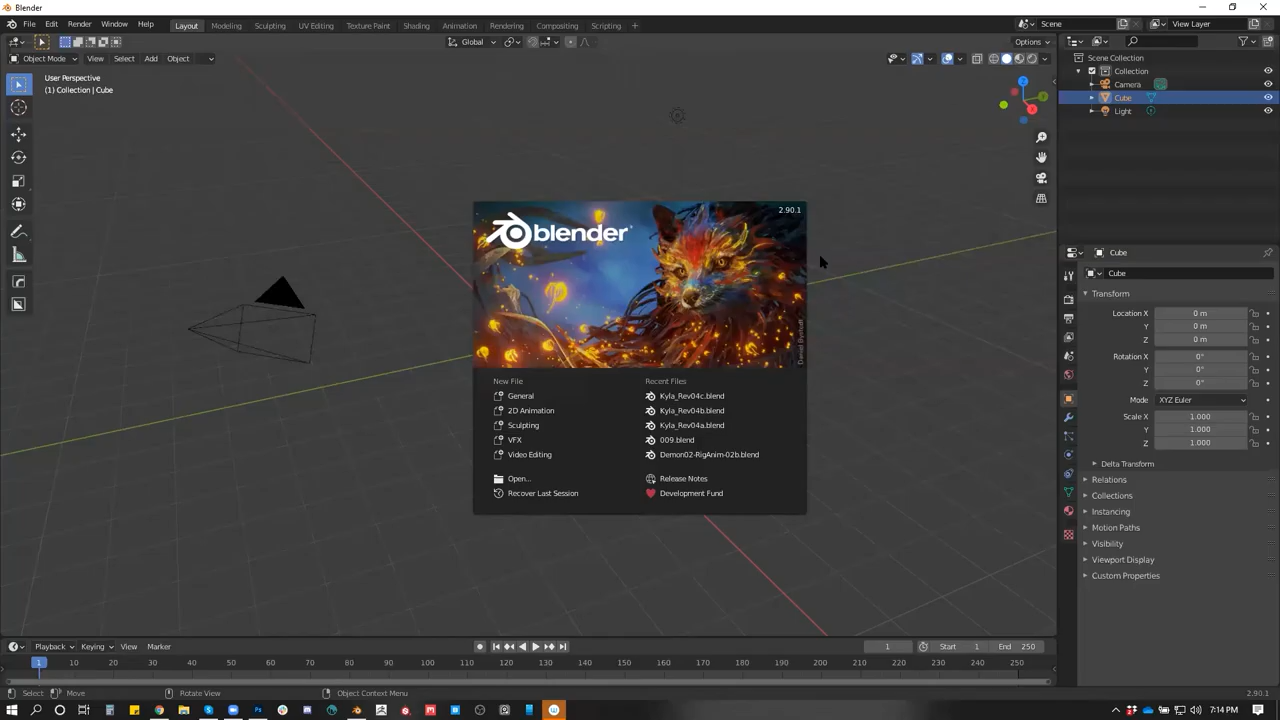 Blender
File Edit Render Window Help
Layout Modeling Sculpting UV Editing Texture Paint Shading Animation Rendering Compositing Scripting +
Scene
View Layer
Global
Options
Object Mode View Select Add Object
User Perspective
(1) Collection | Cube
Scene Collection
Collection
Camera
Cube
Light
2.90.1
blender
Daniel Bystedt
New File
General
2D Animation
Sculpting
VFX
Video Editing
Open...
Recover Last Session
Recent Files
Kyla_Rev04c.blend
Kyla_Rev04b.blend
Kyla_Rev04a.blend
009.blend
Demon02-RigAnim-02b.blend
Release Notes
Development Fund
Cube
Cube
Transform
Location X 0 m
Y 0 m
Z 0 m
Rotation X 0°
Y 0°
Z 0°
Mode XYZ Euler
Scale X 1.000
Y 1.000
Z 1.000
Delta Transform
Relations
Collections
Instancing
Motion Paths
Visibility
Viewport Display
Custom Properties
Playback Keying View Marker
1 Start 1 End 250
1 10 20 30 40 50 60 70 80 90 100 110 120 130 140 150 160 170 180 190 200 210 220 230 240 250
Select Move Rotate View Object Context Menu 2.90.1
7:14 PM